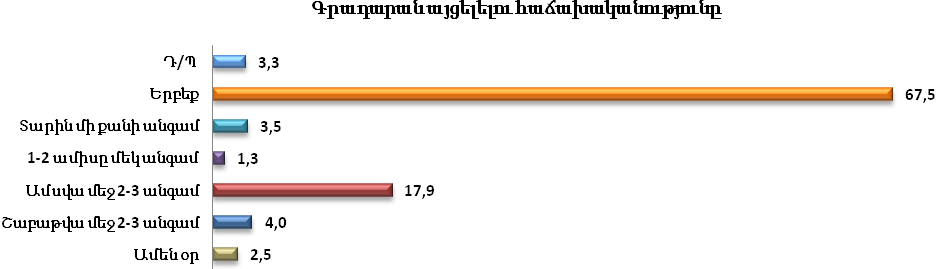 Գրադարան այցելելու հաճախականությունը
Դ/Պ 3,3
Երբեք 67,5
Տարին մի քանի անգամ 3,5
1-2 ամիսը մեկ անգամ 1,3
Ամսվա մեջ 2-3 անգամ 17,9
Շաբաթվա մեջ 2-3 անգամ 4,0
Ամեն օր 2,5